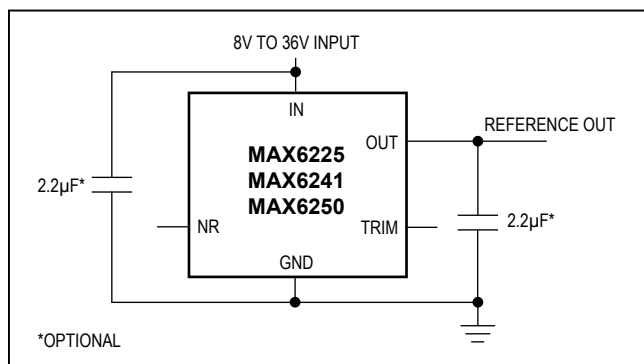 8V TO 36V INPUT
IN
OUT
REFERENCE OUT
MAX6225
MAX6241
MAX6250
2.2µF*
NR
TRIM
2.2µF*
GND
*OPTIONAL